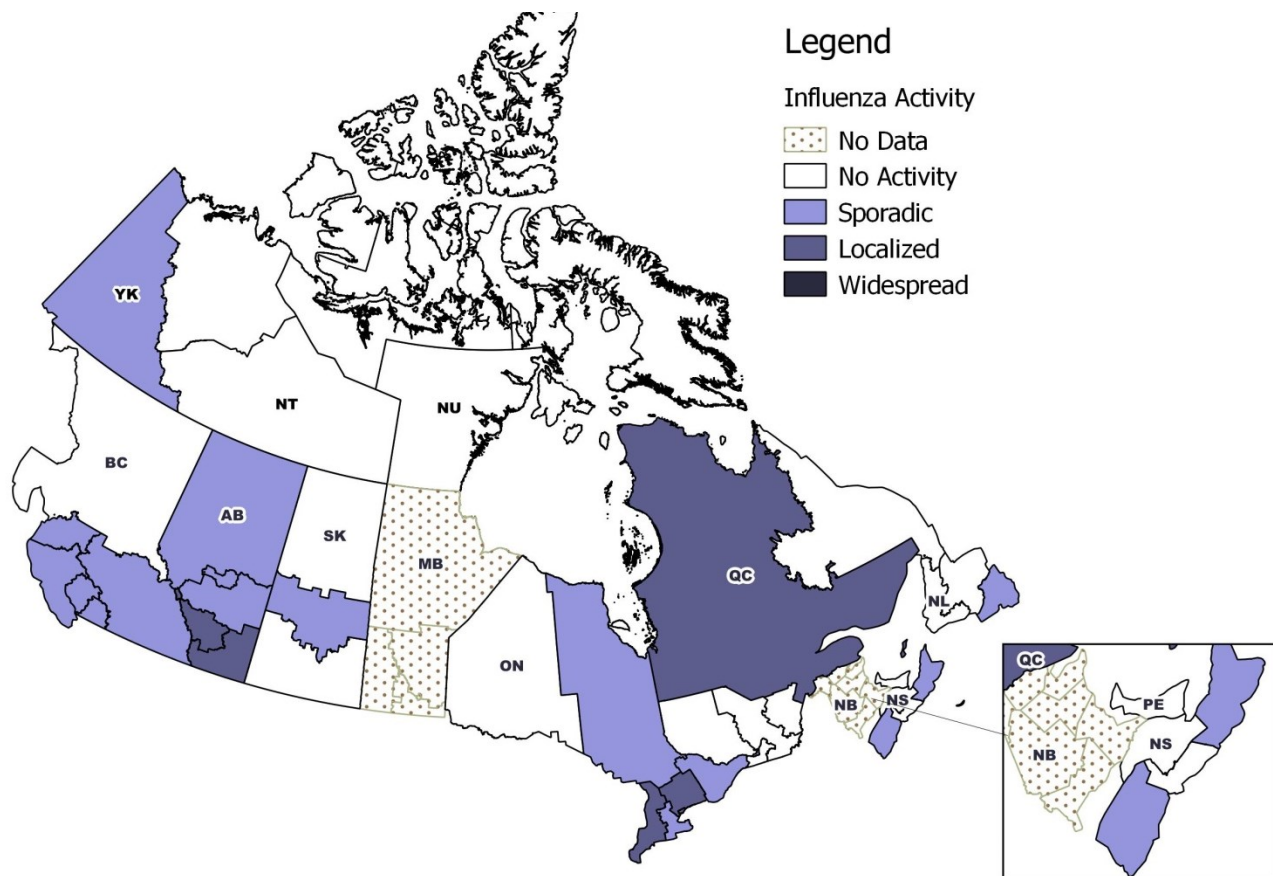 Legend
Influenza Activity
No Data
No Activity
Sporadic
Localized
Widespread
YK
NT
NU
BC
AB
SK
MB
QC
NL
ON
NB
NS
QC
PE
NS
NB